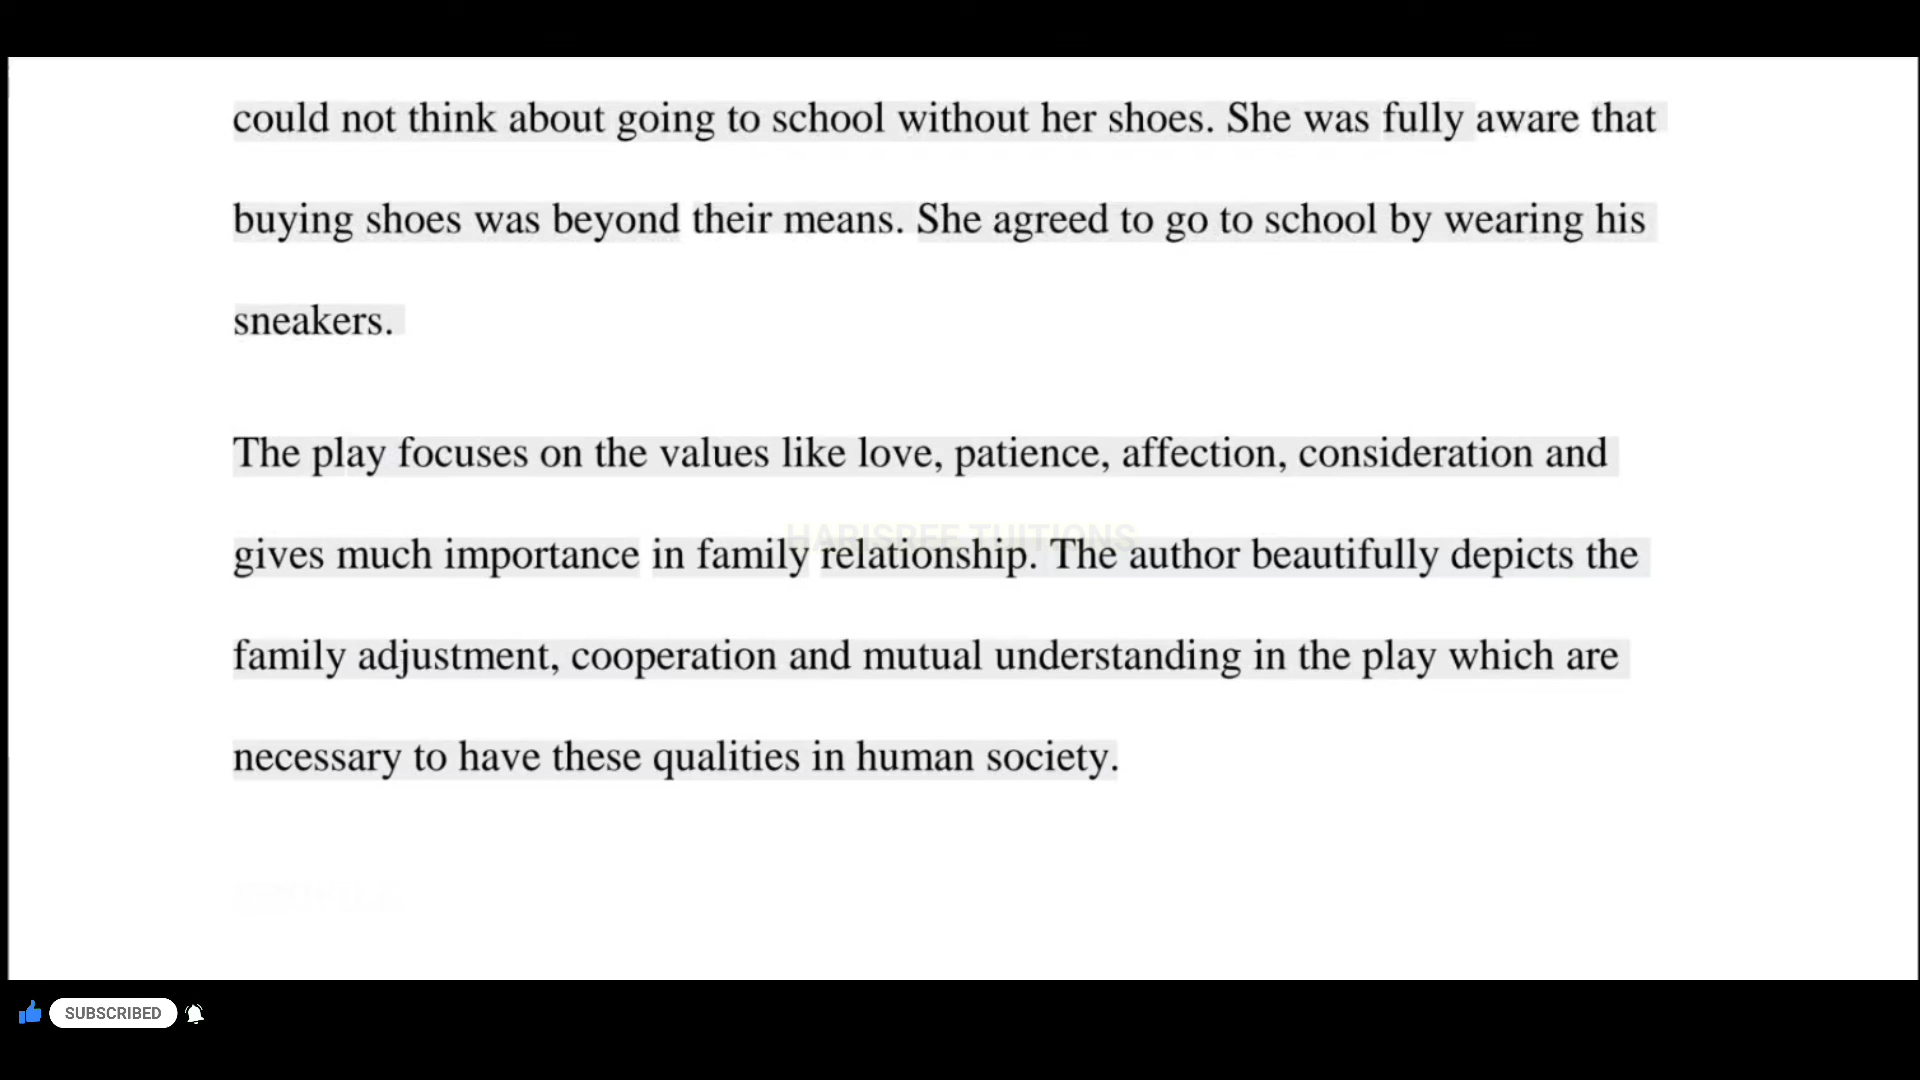 could not think about going to school without her shoes. She was fully aware that
buying shoes was beyond their means. She agreed to go to school by wearing his
sneakers.
The play focuses on the values like love, patience, affection, consideration and
HARISREE TUITIONS
gives much importance in family relationship. The author beautifully depicts the
family adjustment, cooperation and mutual understanding in the play which are
necessary to have these qualities in human society.
SUBSCRIBED